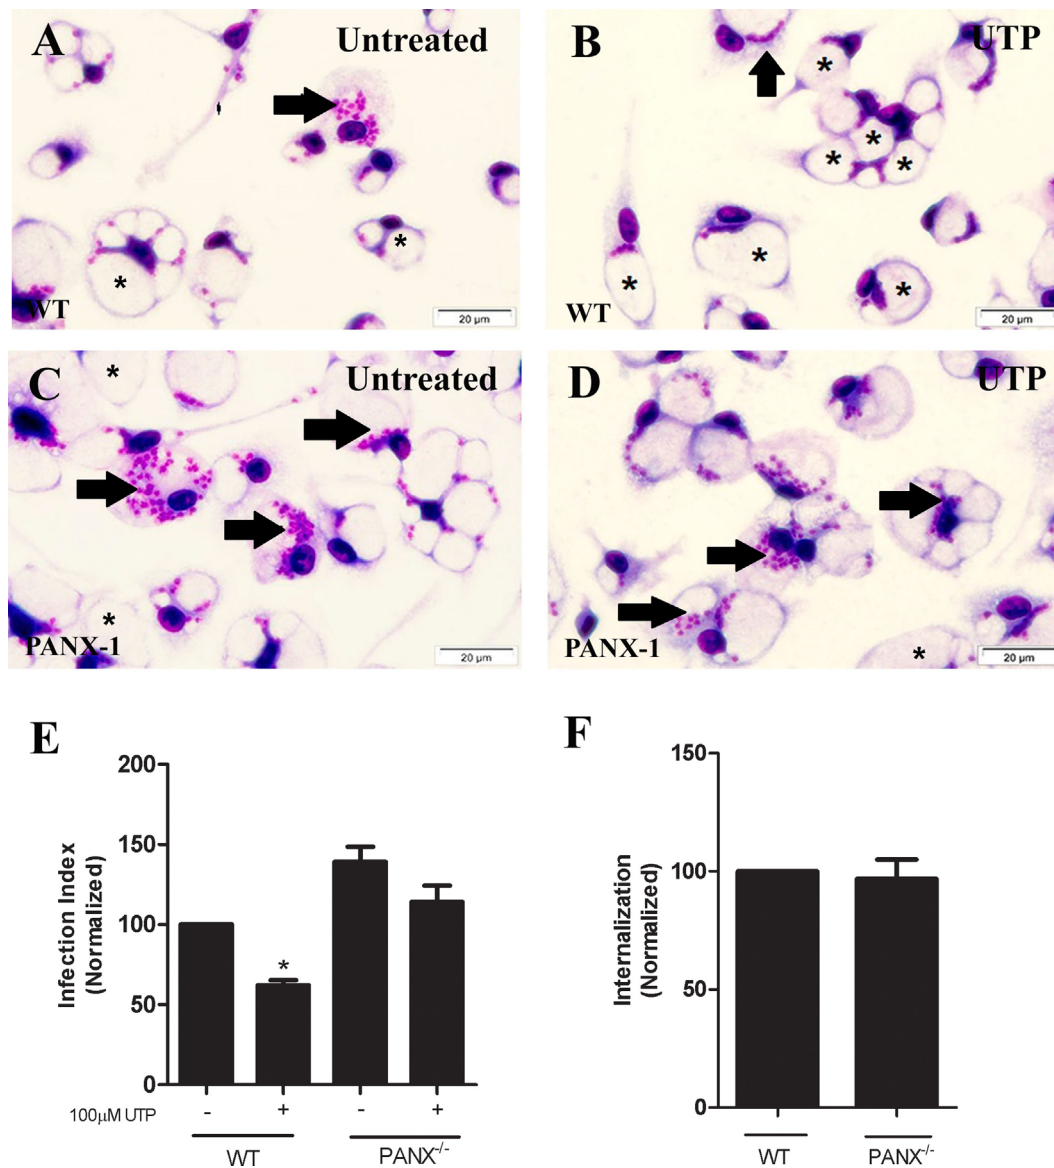 A Untreated
*
*
WT
20 µm
B UTP
*
*
*
*
*
*
*
WT
20 µm
C Untreated
*
*
PANX-1
20 µm
D UTP
*
PANX-1
20 µm
E
200
150
100
50
0
Infection Index
(Normalized)
*
100µM UTP - + - +
WT PANX-/-
F
150
100
50
0
Internalization
(Normalized)
WT PANX-/-